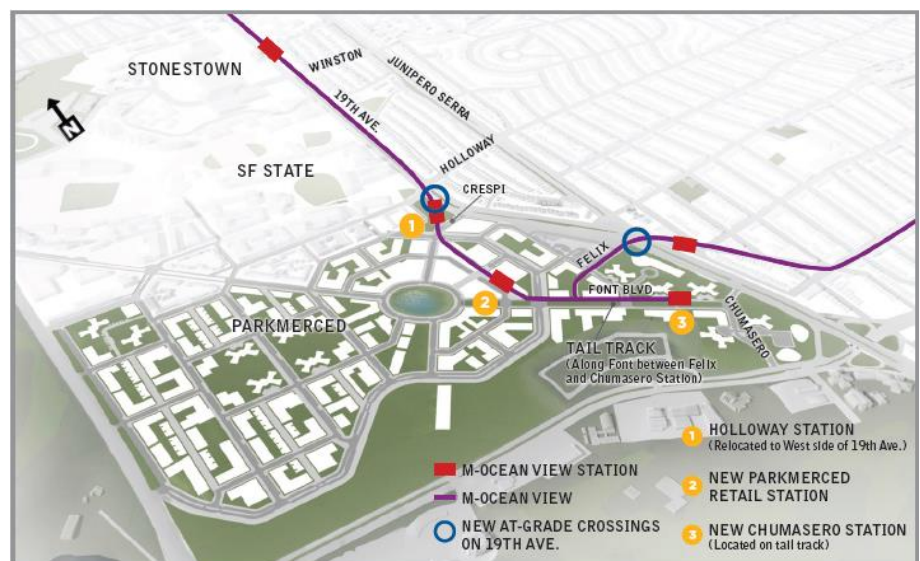 STONESTOWN
WINSTON
JUNIPERO SERRA
19TH AVE.
N
SF STATE
HOLLOWAY
CRESPI
1
FELIX
FONT BLVD.
2
3
CHUMASERO
PARKMERCED
TAIL TRACK
(Along Font between Felix
and Chumasero Station)
M-OCEAN VIEW STATION
M-OCEAN VIEW
NEW AT-GRADE CROSSINGS
ON 19TH AVE.
1 HOLLOWAY STATION
(Relocated to West side of 19th Ave.)
2 NEW PARKMERCED
RETAIL STATION
3 NEW CHUMASERO STATION
(Located on tail track)